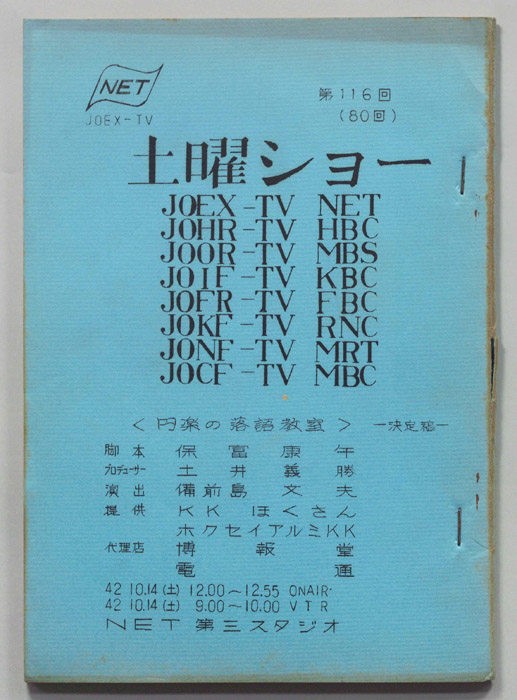 NET
JOEX-TV
第116回
(80回)
土曜ショー
JOEX-TV NET
JOHR-TV HBC
JOOR-TV MBS
JOIF-TV KBC
JOFR-TV FBC
JOKF-TV RNC
JONF-TV MRT
JOCF-TV MBC
<円楽の落語教室> —決定稿—
脚本 保富康午
プロデューサー 土井義勝
演出 備前島文夫
提供 KKほくさん
ホクセイアルミKK
代理店 博報堂
電通
42 10.14(土) 12.00〜12.55 ONAIR
42 10.14(土) 9.00〜10.00 VTR
NET 第三スタジオ